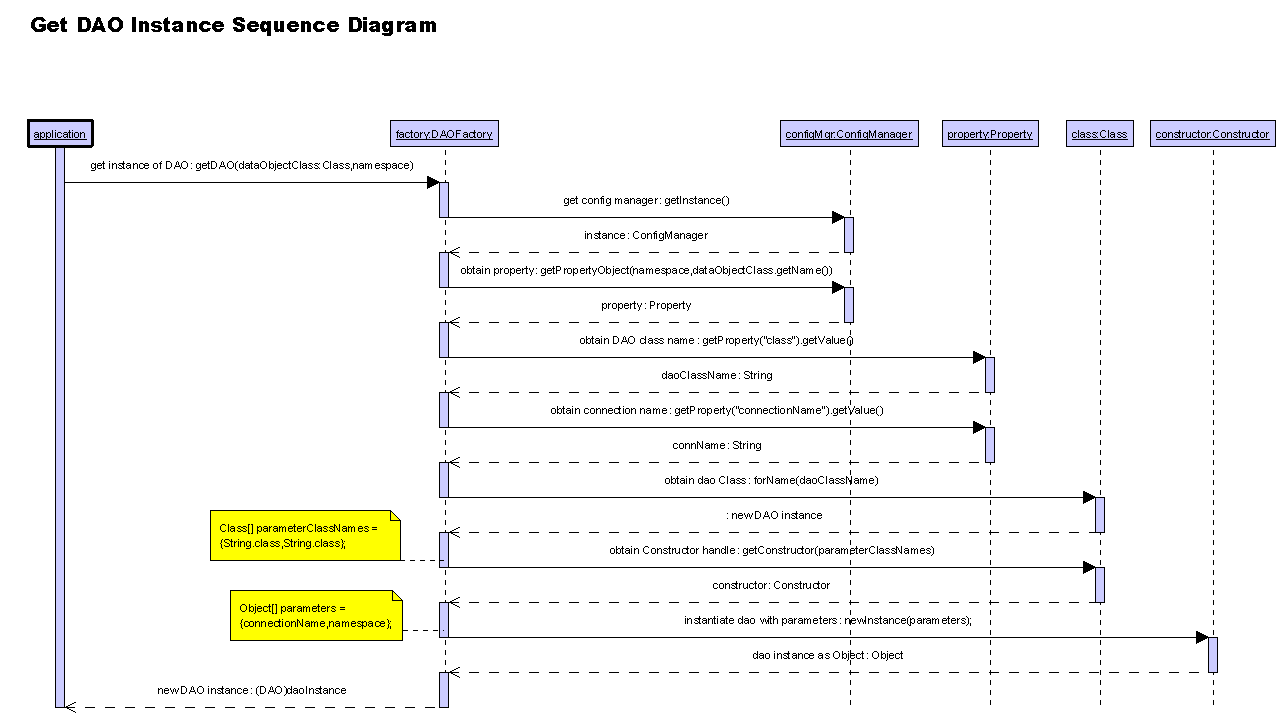 Get DAO Instance Sequence Diagram
application
factory:DAOFactory
configMgr:ConfigManager
property:Property
class:Class
constructor:Constructor
get instance of DAO: getDAO(dataObjectClass:Class,namespace)
get config manager: getInstance()
instance: ConfigManager
obtain property: getPropertyObject(namespace,dataObjectClass.getName())
property: Property
obtain DAO class name : getProperty("class").getValue()
daoClassName: String
obtain connection name: getProperty("connectionName").getValue()
connName: String
obtain dao Class : forName(daoClassName)
Class[] parameterClassNames =
{String.class,String.class};
: new DAO instance
obtain Constructor handle: getConstructor(parameterClassNames)
constructor: Constructor
Object[] parameters =
{connectionName,namespace};
instantiate dao with parameters : newInstance(parameters);
dao instance as Object : Object
new DAO instance : (DAO)daoInstance